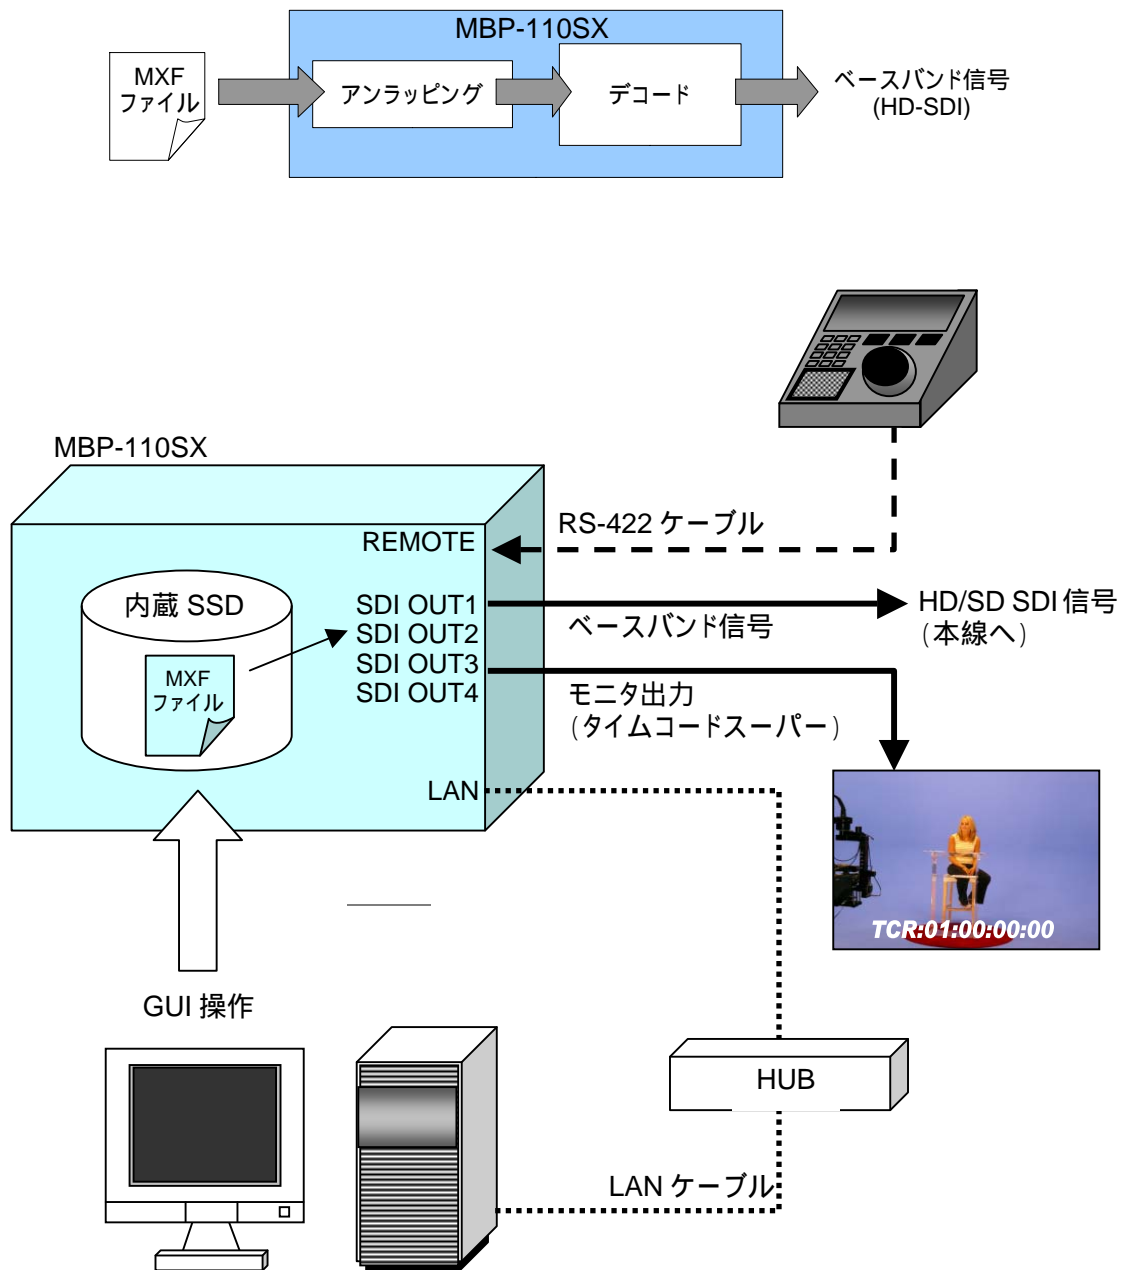 MBP-110SX
MXF
ファイル
アンラッピング
デコード
ベースバンド信号
(HD-SDI)
MBP-110SX
REMOTE
RS-422 ケーブル
内蔵 SSD
MXF
ファイル
SDI OUT1
SDI OUT2
SDI OUT3
SDI OUT4
ベースバンド信号
HD/SD SDI 信号
(本線へ)
モニタ出力
(タイムコードスーパー)
LAN
TCR:01:00:00:00
GUI 操作
HUB
LAN ケーブル